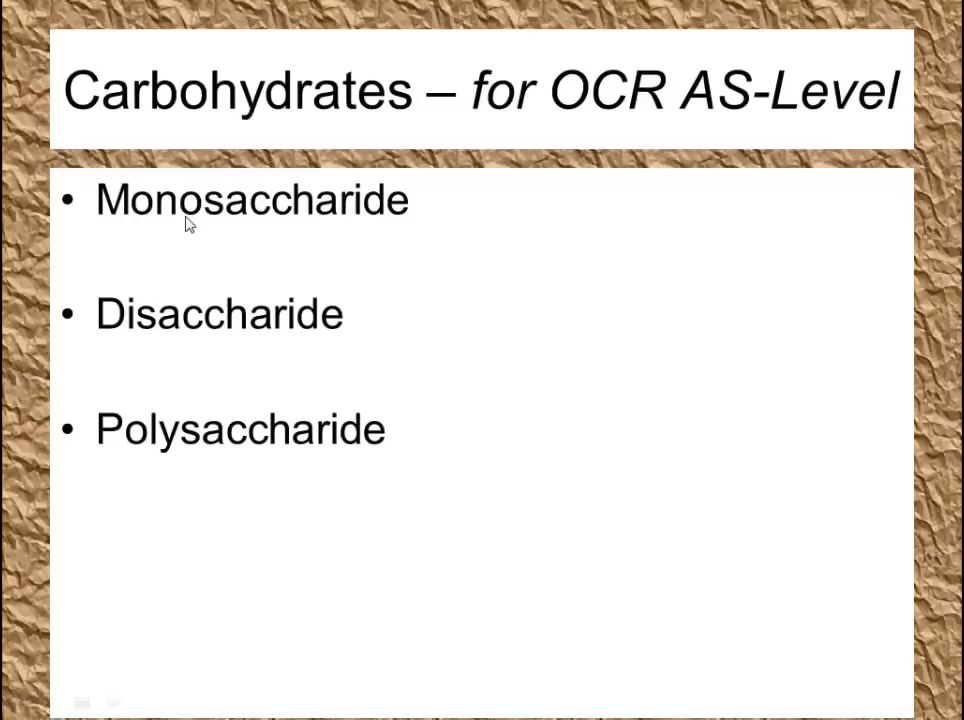 Carbohydrates – for OCR AS-Level
• Monosaccharide
• Disaccharide
• Polysaccharide